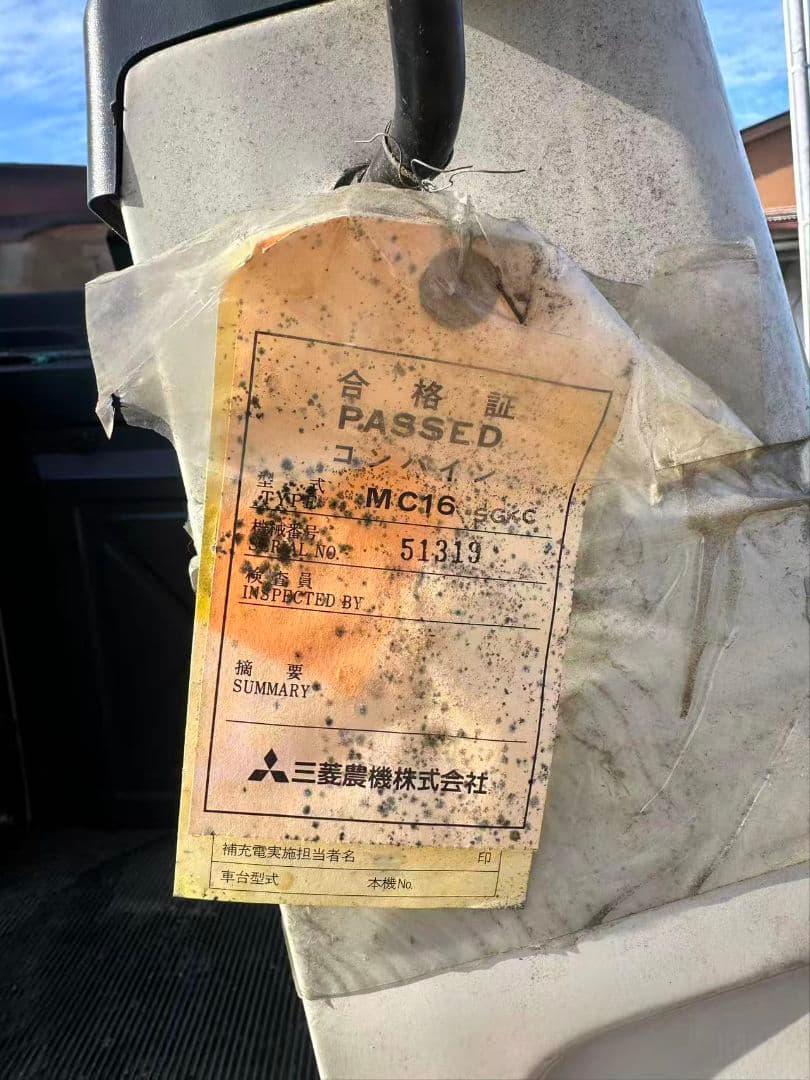 合格証
PASSED
コンバイン
型式
TYPE MC16
機械番号
SERIAL NO. 51319
検査員
INSPECTED BY
摘要
SUMMARY
三菱農機株式会社
補充電実施担当者名 印
車台型式 本機No.